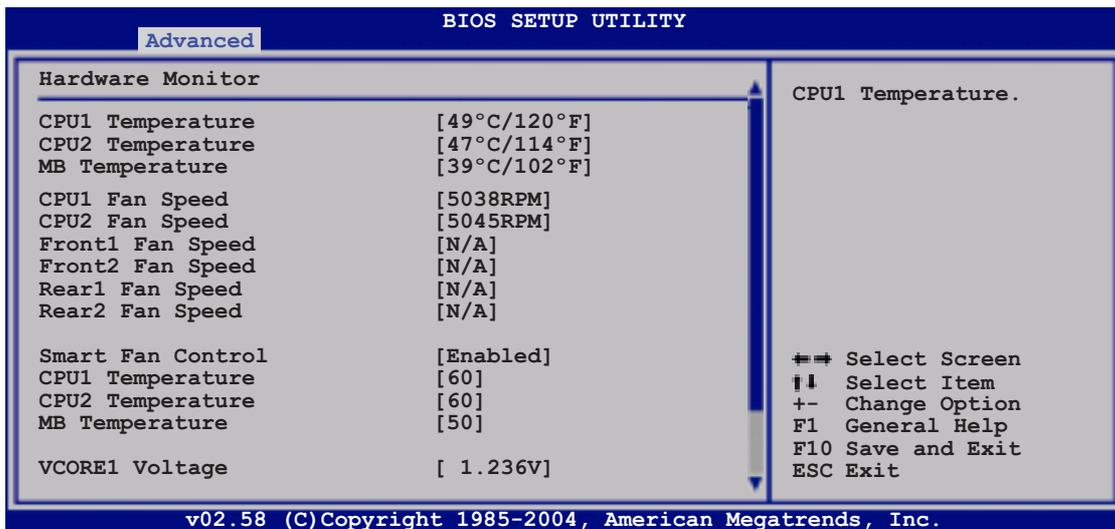 BIOS SETUP UTILITY
Advanced
Hardware Monitor
CPU1 Temperature [49°C/120°F]
CPU2 Temperature [47°C/114°F]
MB Temperature [39°C/102°F]
CPU1 Fan Speed [5038RPM]
CPU2 Fan Speed [5045RPM]
Front1 Fan Speed [N/A]
Front2 Fan Speed [N/A]
Rear1 Fan Speed [N/A]
Rear2 Fan Speed [N/A]
Smart Fan Control [Enabled]
CPU1 Temperature [60]
CPU2 Temperature [60]
MB Temperature [50]
VCORE1 Voltage [ 1.236V]
CPU1 Temperature.
←→ Select Screen
↑↓ Select Item
+- Change Option
F1 General Help
F10 Save and Exit
ESC Exit
v02.58 (C)Copyright 1985-2004, American Megatrends, Inc.